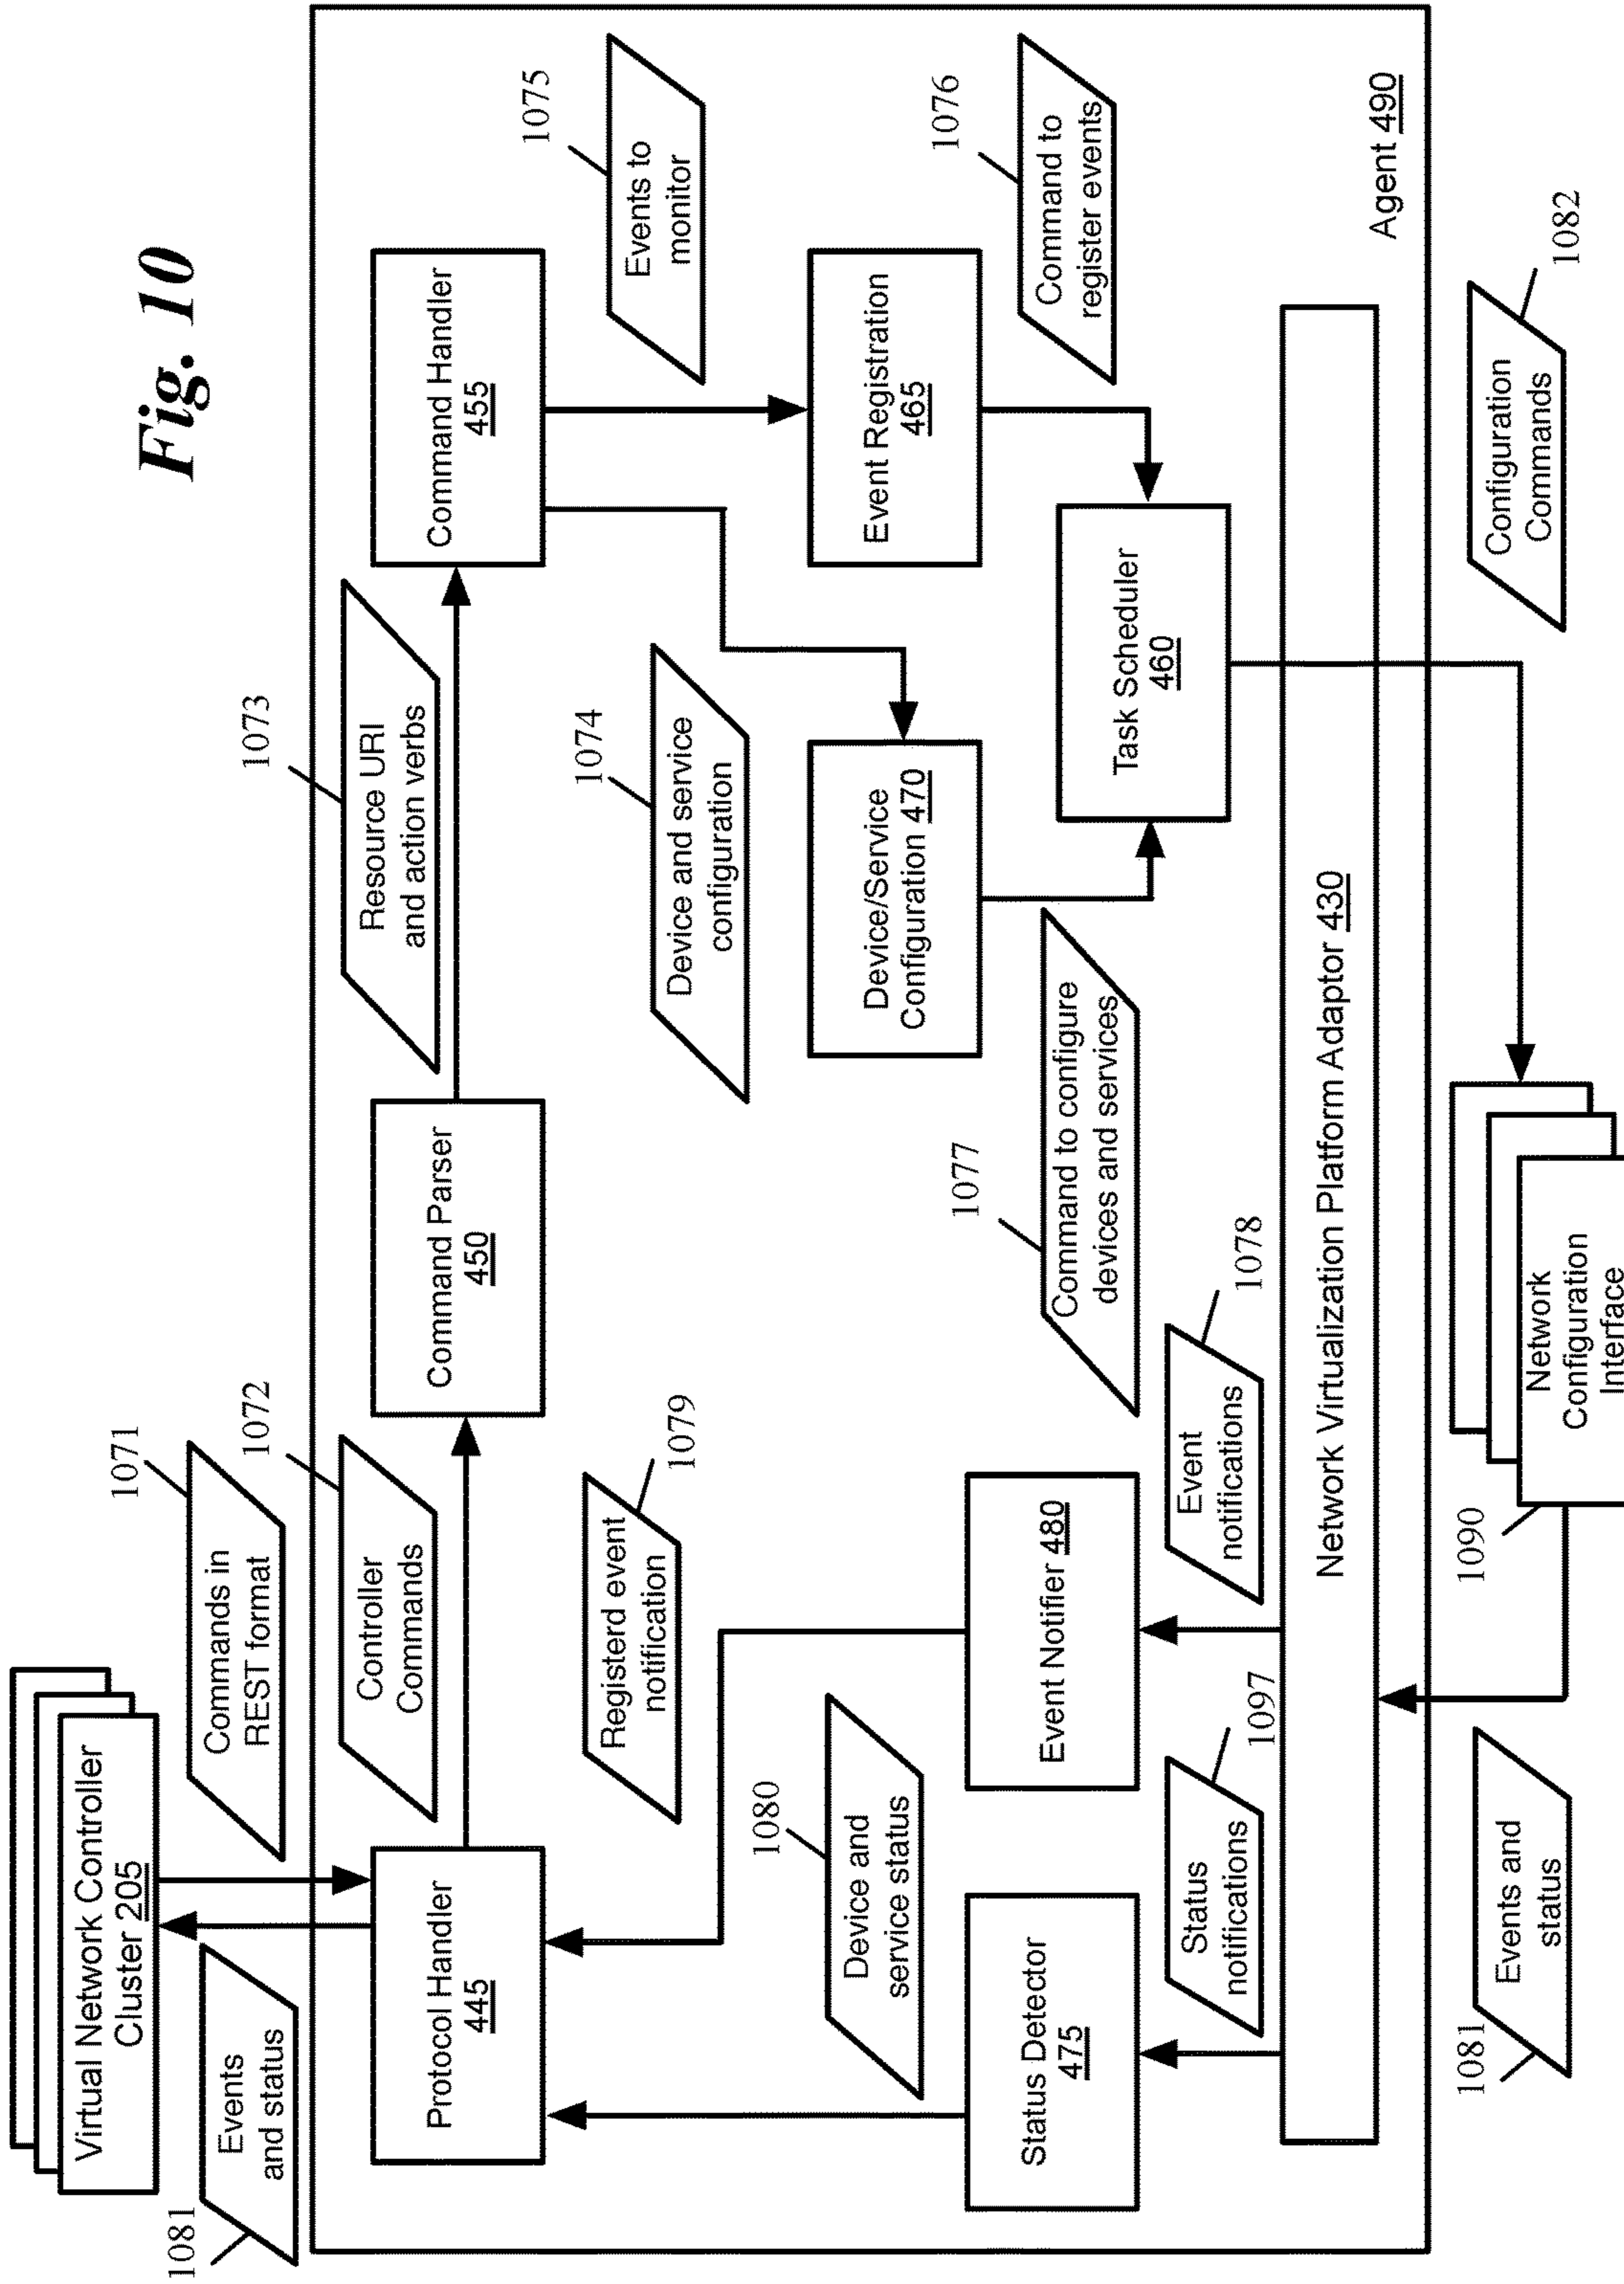 Fig. 10
Virtual Network Controller
Cluster 205
1081
Events
and status
1071
Commands in
REST format
1072
Controller
Commands
1073
Resource URI
and action verbs
Protocol Handler
445
Command Parser
450
Command Handler
455
1079
Registerd event
notification
1074
Device and service
configuration
1075
Events to
monitor
1080
Device and
service status
Device/Service
Configuration 470
Event Registration
465
Status Detector
475
Event Notifier 480
1077
Command to configure
devices and services
Task Scheduler
460
1076
Command to
register events
Status
notifications
1097
Event
notifications
1078
Network Virtualization Platform Adaptor 430
Agent 490
1081
Events and
status
1090
Network
Configuration
Interface
Configuration
Commands
1082